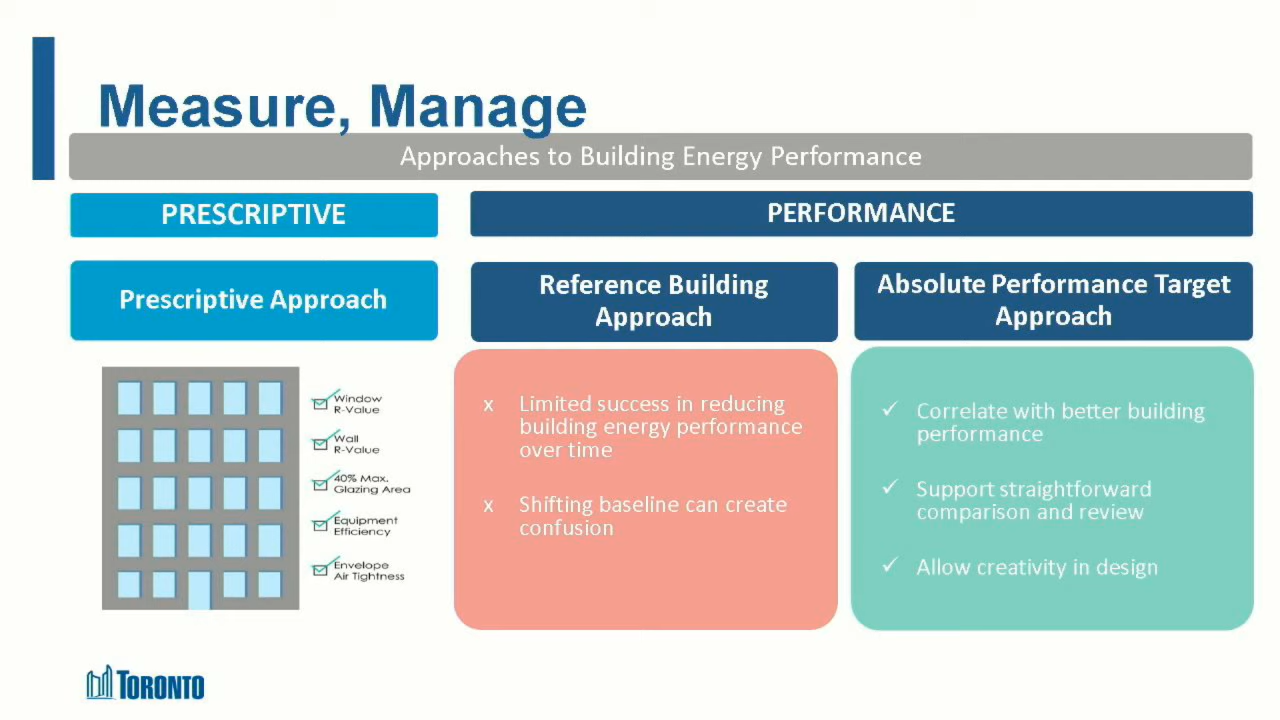 Measure, Manage
Approaches to Building Energy Performance
PRESCRIPTIVE
PERFORMANCE
Prescriptive Approach
Reference Building
Approach
Absolute Performance Target
Approach
Window
R-Value
Wall
R-Value
40% Max.
Glazing Area
Equipment
Efficiency
Envelope
Air Tightness
x Limited success in reducing
building energy performance
over time
x Shifting baseline can create
confusion
✓ Correlate with better building
performance
✓ Support straightforward
comparison and review
✓ Allow creativity in design
TORONTO